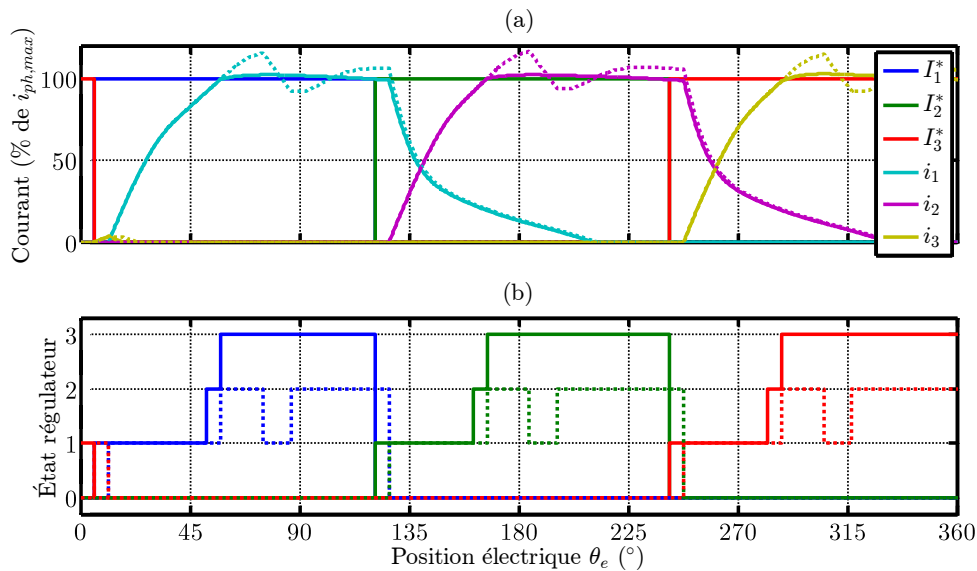 (a)
Courant (% de i_{ph,max})
100
50
0
I_1^*
I_2^*
I_3^*
i_1
i_2
i_3
(b)
État régulateur
3
2
1
0
0 45 90 135 180 225 270 315 360
Position électrique θ_e (°)